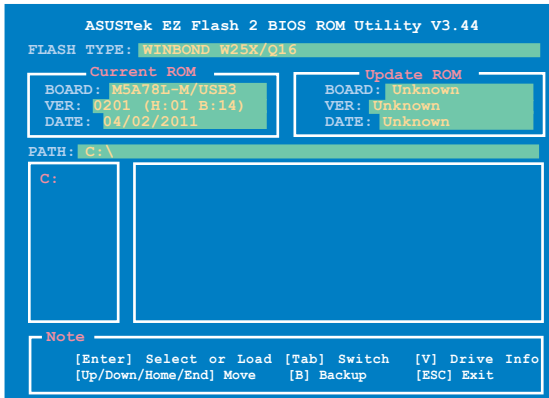 ASUSTek EZ Flash 2 BIOS ROM Utility V3.44
FLASH TYPE: WINBOND W25X/Q16
Current ROM
BOARD: M5A78L-M/USB3
VER: 0201 (H:01 B:14)
DATE: 04/02/2011
Update ROM
BOARD: Unknown
VER: Unknown
DATE: Unknown
PATH: C:\
C:
Note
[Enter] Select or Load [Tab] Switch [V] Drive Info
[Up/Down/Home/End] Move [B] Backup [ESC] Exit